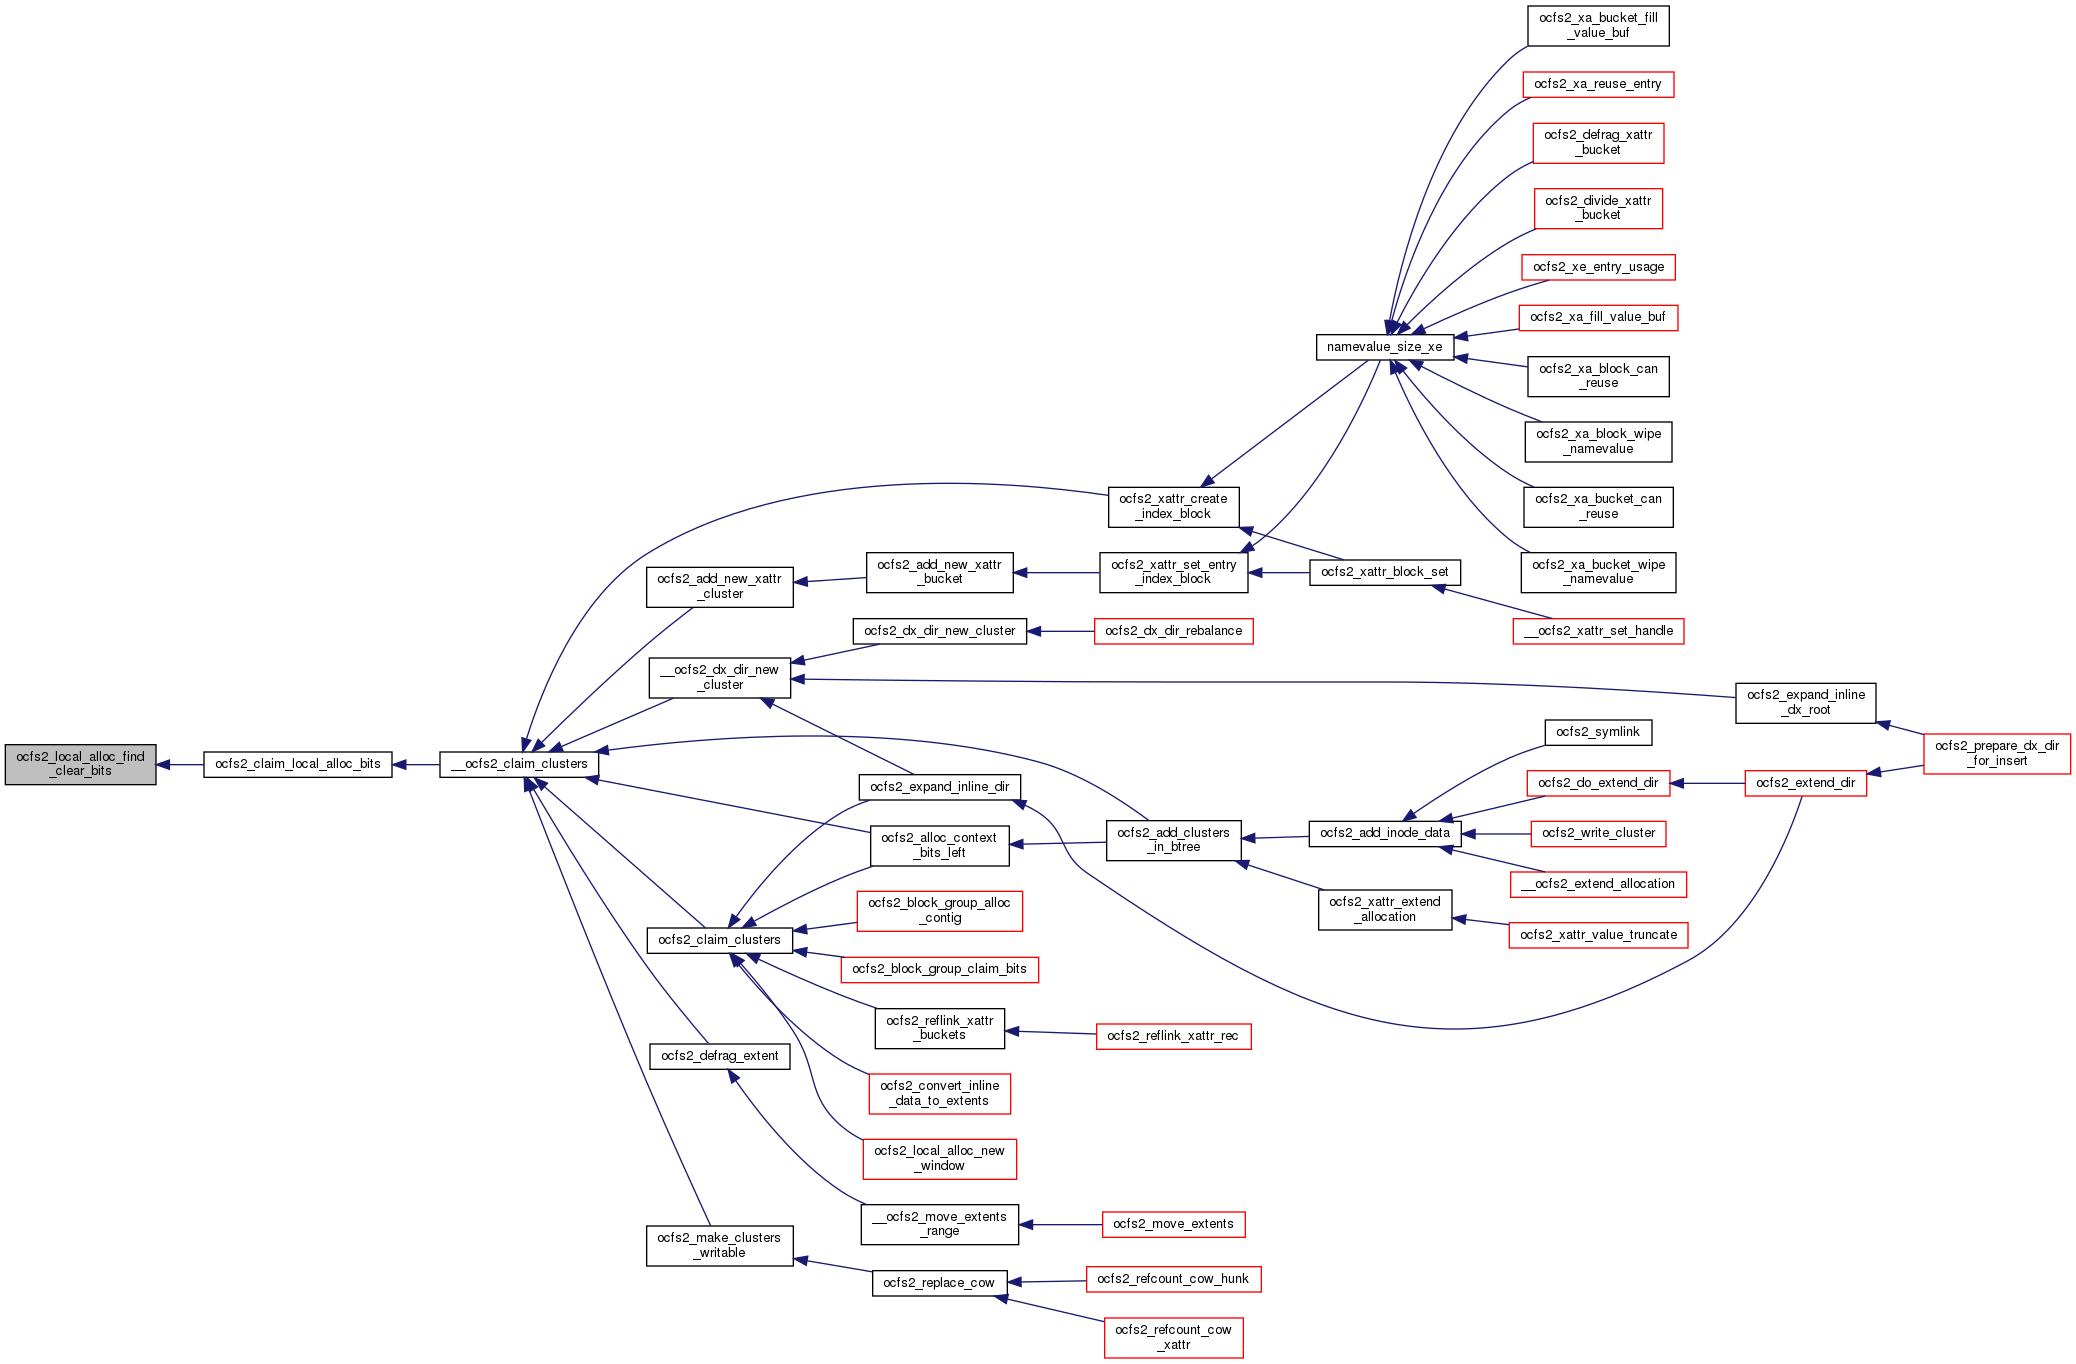 ocfs2_local_alloc_find
_clear_bits
ocfs2_claim_local_alloc_bits
__ocfs2_claim_clusters
ocfs2_add_new_xattr
_cluster
__ocfs2_dx_dir_new
_cluster
ocfs2_claim_clusters
ocfs2_defrag_extent
ocfs2_make_clusters
_writable
ocfs2_add_new_xattr
_bucket
ocfs2_dx_dir_new_cluster
ocfs2_expand_inline_dir
ocfs2_alloc_context
_bits_left
ocfs2_block_group_alloc
_contig
ocfs2_block_group_claim_bits
ocfs2_reflink_xattr
_buckets
ocfs2_convert_inline
_data_to_extents
ocfs2_local_alloc_new
_window
__ocfs2_move_extents
_range
ocfs2_replace_cow
ocfs2_xattr_create
_index_block
ocfs2_xattr_set_entry
_index_block
ocfs2_dx_dir_rebalance
ocfs2_add_clusters
_in_btree
ocfs2_reflink_xattr_rec
ocfs2_move_extents
ocfs2_refcount_cow_hunk
ocfs2_refcount_cow
_xattr
namevalue_size_xe
ocfs2_xattr_block_set
ocfs2_add_inode_data
ocfs2_xattr_extend
_allocation
ocfs2_xa_bucket_fill
_value_buf
ocfs2_xa_reuse_entry
ocfs2_defrag_xattr
_bucket
ocfs2_divide_xattr
_bucket
ocfs2_xe_entry_usage
ocfs2_xa_fill_value_buf
ocfs2_xa_block_can
_reuse
ocfs2_xa_block_wipe
_namevalue
ocfs2_xa_bucket_can
_reuse
ocfs2_xa_bucket_wipe
_namevalue
__ocfs2_xattr_set_handle
ocfs2_symlink
ocfs2_do_extend_dir
ocfs2_write_cluster
__ocfs2_extend_allocation
ocfs2_xattr_value_truncate
ocfs2_expand_inline
_dx_root
ocfs2_extend_dir
ocfs2_prepare_dx_dir
_for_insert